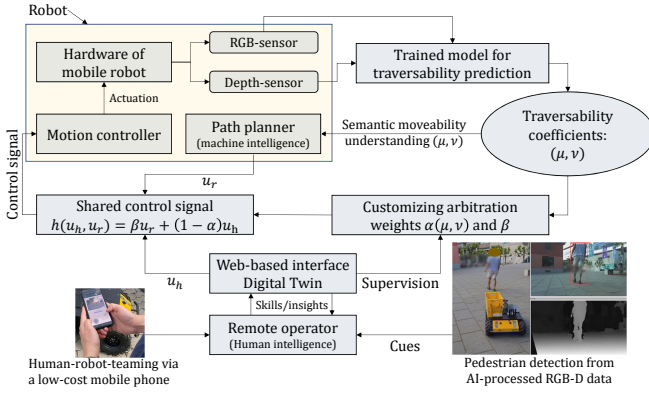 Robot
RGB-sensor
Hardware of
mobile robot
Trained model for
traversability prediction
Depth-sensor
Actuation
Motion controller
Path planner
(machine intelligence)
Semantic moveability
understanding (μ, ν)
Traversability
coefficients:
(μ, ν)
Control signal
u_r
Shared control signal
h(u_h, u_r) = βu_r + (1 − α)u_h
Customizing arbitration
weights α(μ, ν) and β
u_h
Web-based interface
Digital Twin
Supervision
Skills/insights
Remote operator
(Human intelligence)
Cues
Human-robot-teaming via
a low-cost mobile phone
Pedestrian detection from
AI-processed RGB-D data